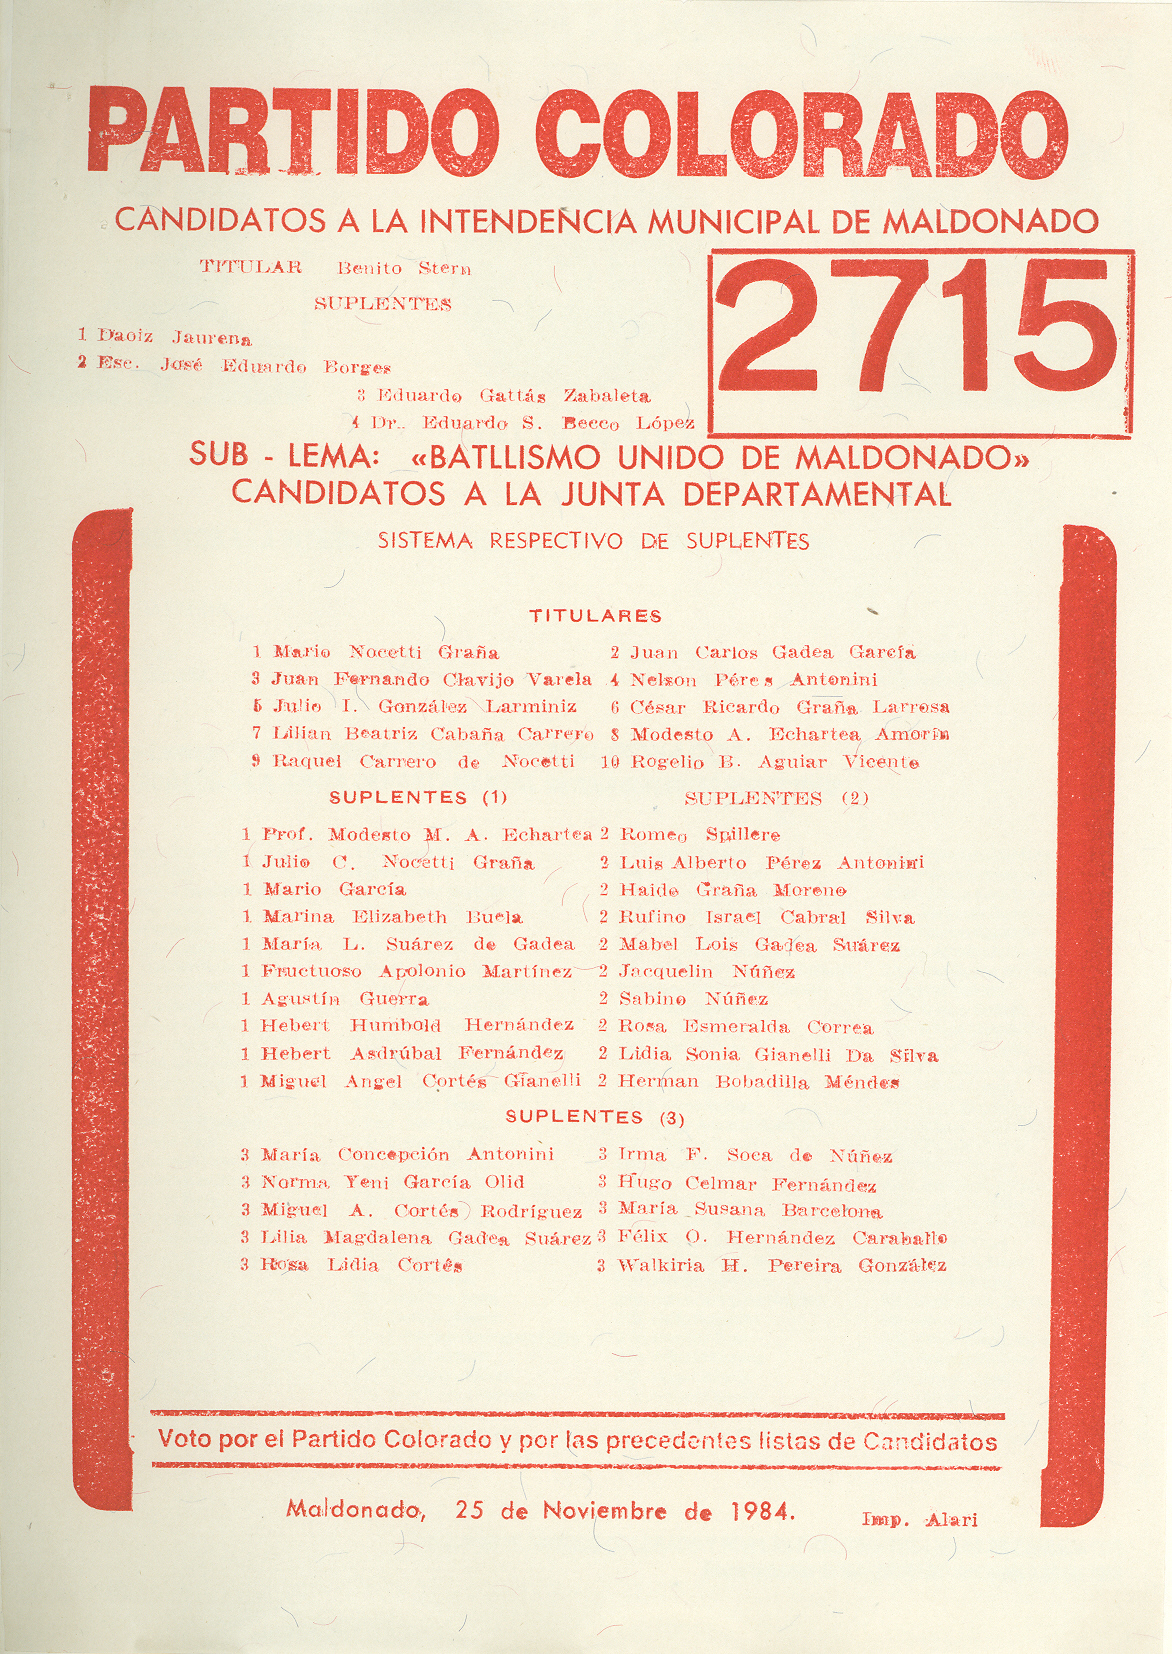 PARTIDO COLORADO
CANDIDATOS A LA INTENDENCIA MUNICIPAL DE MALDONADO
TITULAR Benito Stern
2715
SUPLENTES
1 Daoiz Jaurena
2 Esc. José Eduardo Borges
3 Eduardo Gattás Zabaleta
4 Dr. Eduardo S. Becco López
SUB - LEMA: «BATLLISMO UNIDO DE MALDONADO»
CANDIDATOS A LA JUNTA DEPARTAMENTAL
SISTEMA RESPECTIVO DE SUPLENTES
TITULARES
1 Mario Nocetti Graña 2 Juan Carlos Gadea García
3 Juan Fernando Clavijo Varela 4 Nelson Péres Antonini
5 Julio I. González Larminiz 6 César Ricardo Graña Larrosa
7 Lilian Beatriz Cabaña Carrero 8 Modesto A. Echartea Amorín
9 Raquel Carrero de Nocetti 10 Rogelio B. Aguiar Vicente
SUPLENTES (1) SUPLENTES (2)
1 Prof. Modesto M. A. Echartea 2 Romeo Spillere
1 Julio C. Nocetti Graña 2 Luis Alberto Pérez Antonini
1 Mario García 2 Haide Graña Moreno
1 Marina Elizabeth Buela 2 Rufino Israel Cabral Silva
1 María L. Suárez de Gadea 2 Mabel Lois Gadea Suárez
1 Fructuoso Apolonio Martínez 2 Jacquelin Núñez
1 Agustín Guerra 2 Sabino Núñez
1 Hebert Humbold Hernández 2 Rosa Esmeralda Correa
1 Hebert Asdrúbal Fernández 2 Lidia Sonia Gianelli Da Silva
1 Miguel Angel Cortés Gianelli 2 Herman Bobadilla Méndes
SUPLENTES (3)
3 María Concepción Antonini 3 Irma F. Soca de Núñez
3 Norma Yeni García Olid 3 Hugo Celmar Fernández
3 Miguel A. Cortés Rodríguez 3 María Susana Barcelona
3 Lilia Magdalena Gadea Suárez 3 Félix O. Hernández Caraballo
3 Rosa Lidia Cortés 3 Walkiria H. Pereira González
Voto por el Partido Colorado y por las precedentes listas de Candidatos
Maldonado, 25 de Noviembre de 1984.
Imp. Alari